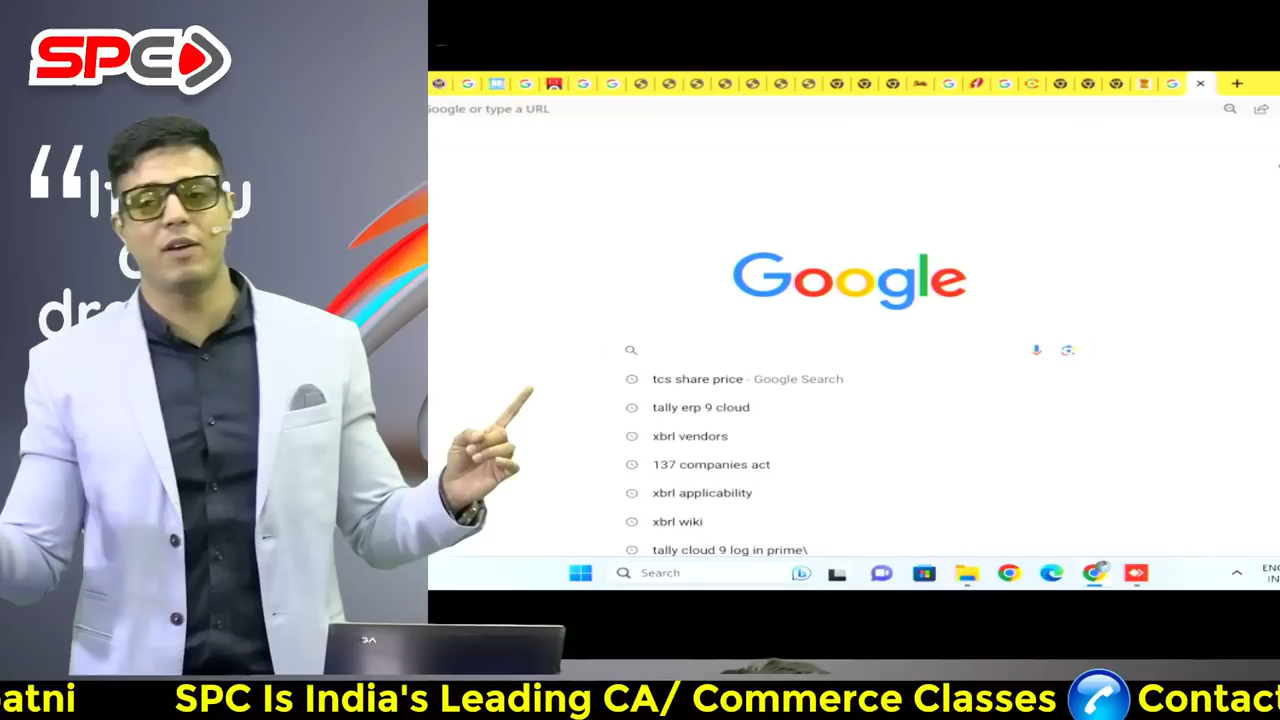 SPC
Google or type a URL
Google
tcs share price - Google Search
tally erp 9 cloud
xbrl vendors
137 companies act
xbrl applicability
xbrl wiki
tally cloud 9 log in prime\
Search
ENG
IN
atni SPC Is India's Leading CA/ Commerce Classes Contact